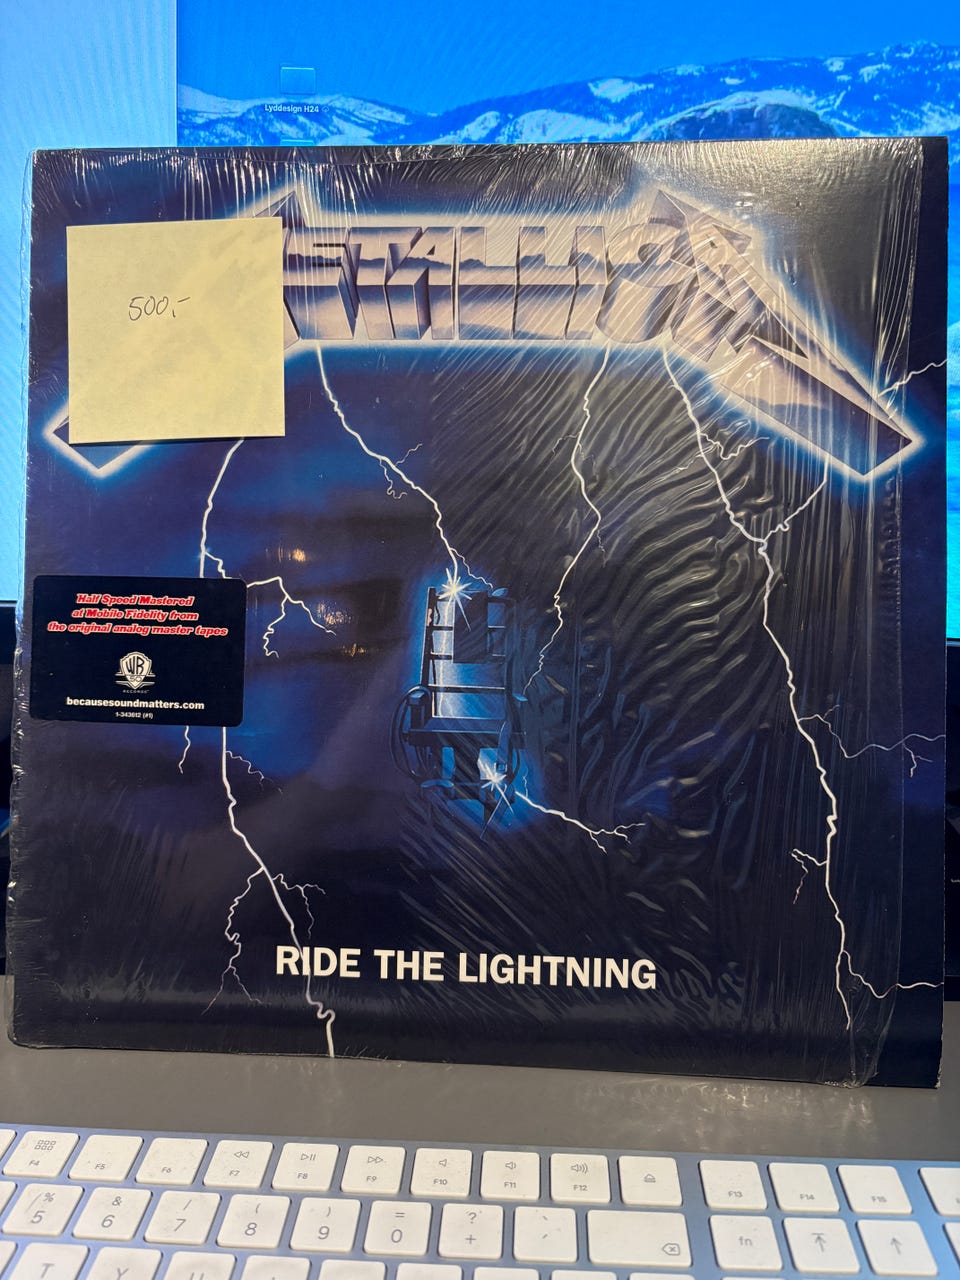 Lyddesign H24
METALLICA
500,-
Half Speed Mastered
at Mobile Fidelity from
the original analog master tapes
WB
RECORDS
becausesoundmatters.com
1-343612 (#1)
RIDE THE LIGHTNING
F4 F5 F6 F7 F8 F9 F10 F11 F12 F13 F14 F15
% & / ( ) = ?
5 6 7 8 9 0 +
fn
T Y U